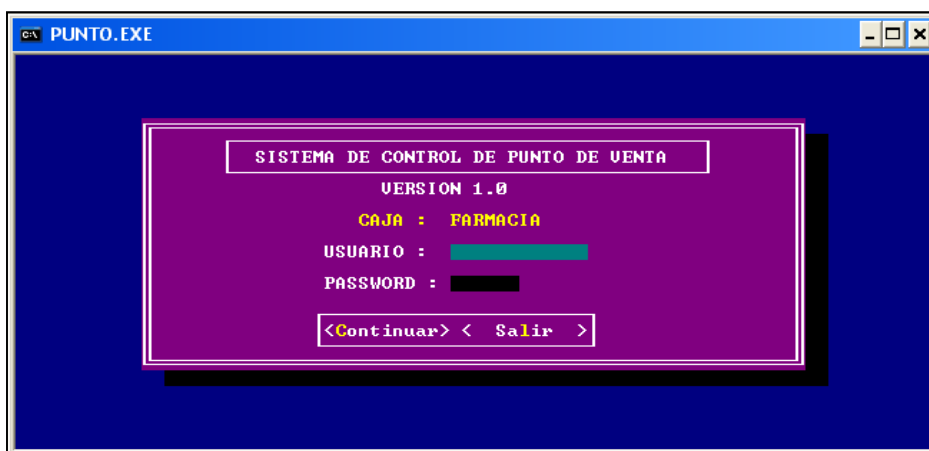 C:\ PUNTO.EXE
SISTEMA DE CONTROL DE PUNTO DE VENTA
VERSION 1.0
CAJA : FARMACIA
USUARIO :
PASSWORD :
<Continuar> < Salir >